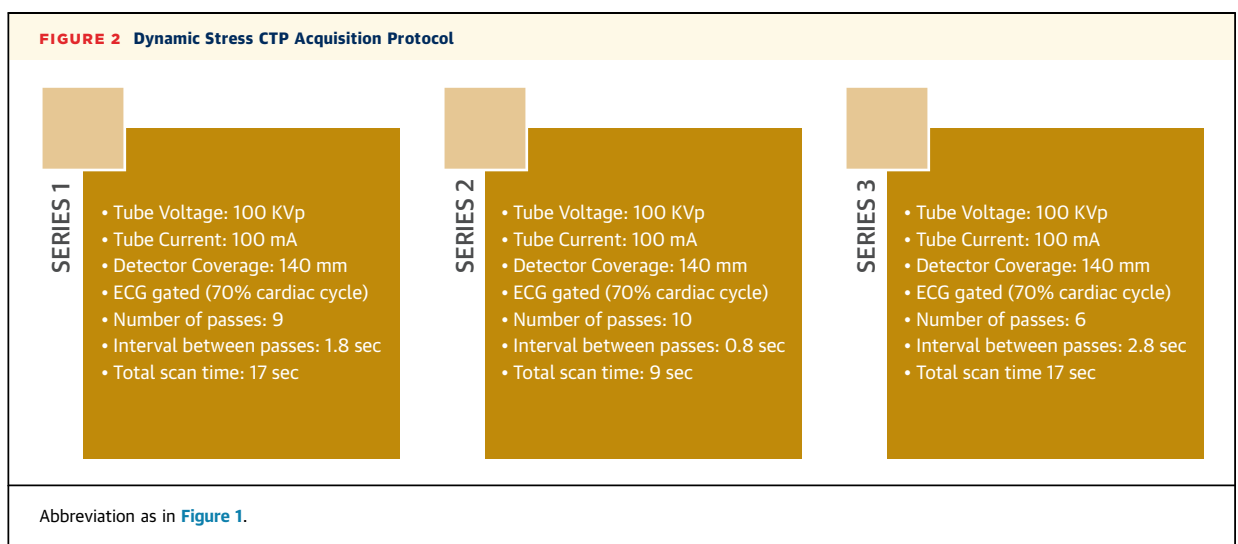 FIGURE 2 Dynamic Stress CTP Acquisition Protocol
SERIES 1
• Tube Voltage: 100 KVp
• Tube Current: 100 mA
• Detector Coverage: 140 mm
• ECG gated (70% cardiac cycle)
• Number of passes: 9
• Interval between passes: 1.8 sec
• Total scan time: 17 sec
SERIES 2
• Tube Voltage: 100 KVp
• Tube Current: 100 mA
• Detector Coverage: 140 mm
• ECG gated (70% cardiac cycle)
• Number of passes: 10
• Interval between passes: 0.8 sec
• Total scan time: 9 sec
SERIES 3
• Tube Voltage: 100 KVp
• Tube Current: 100 mA
• Detector Coverage: 140 mm
• ECG gated (70% cardiac cycle)
• Number of passes: 6
• Interval between passes: 2.8 sec
• Total scan time 17 sec
Abbreviation as in Figure 1.